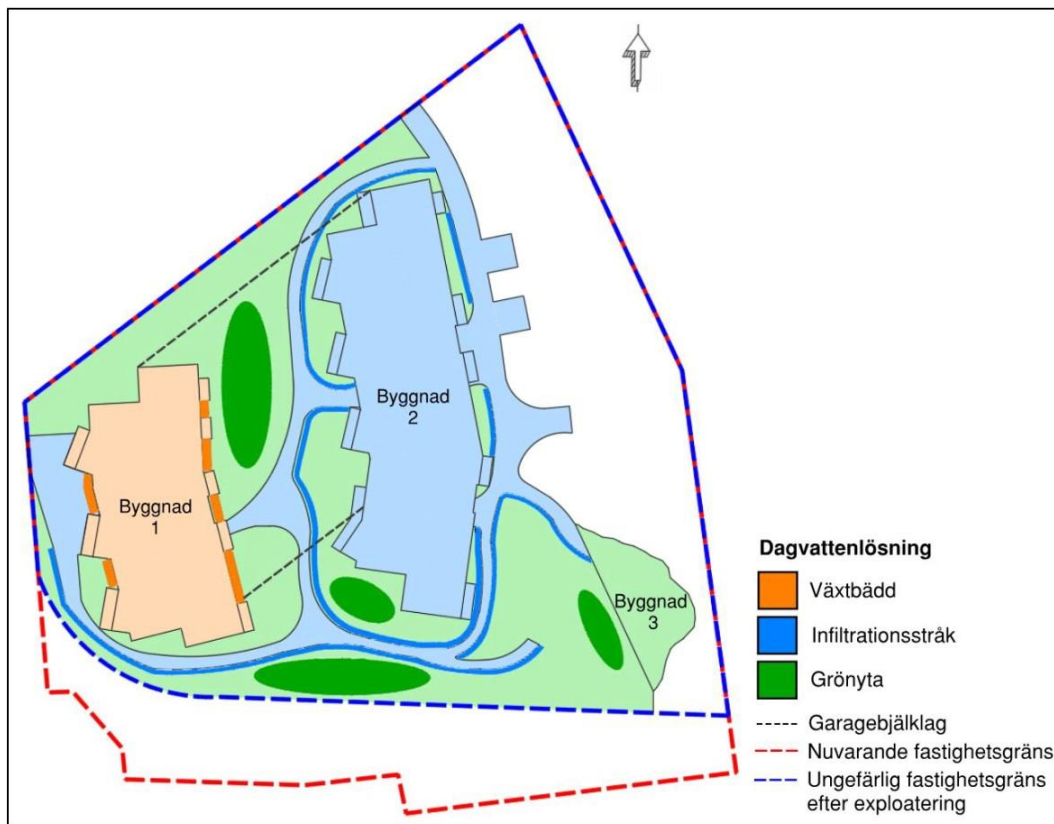 Byggnad
2
Byggnad
1
Byggnad
3
Dagvattenlösning
Växtbädd
Infiltrationsstråk
Grönyta
Garagebjälklag
Nuvarande fastighetsgräns
Ungefärlig fastighetsgräns
efter exploatering